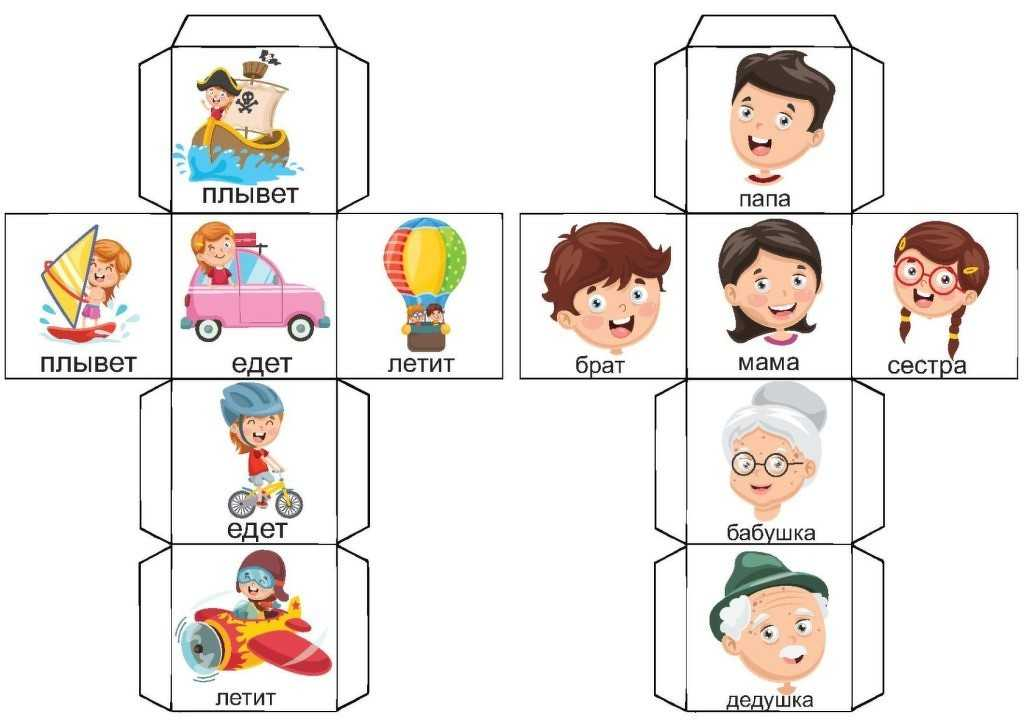 плывет
плывет
едет
летит
едет
летит
папа
брат
мама
сестра
бабушка
дедушка